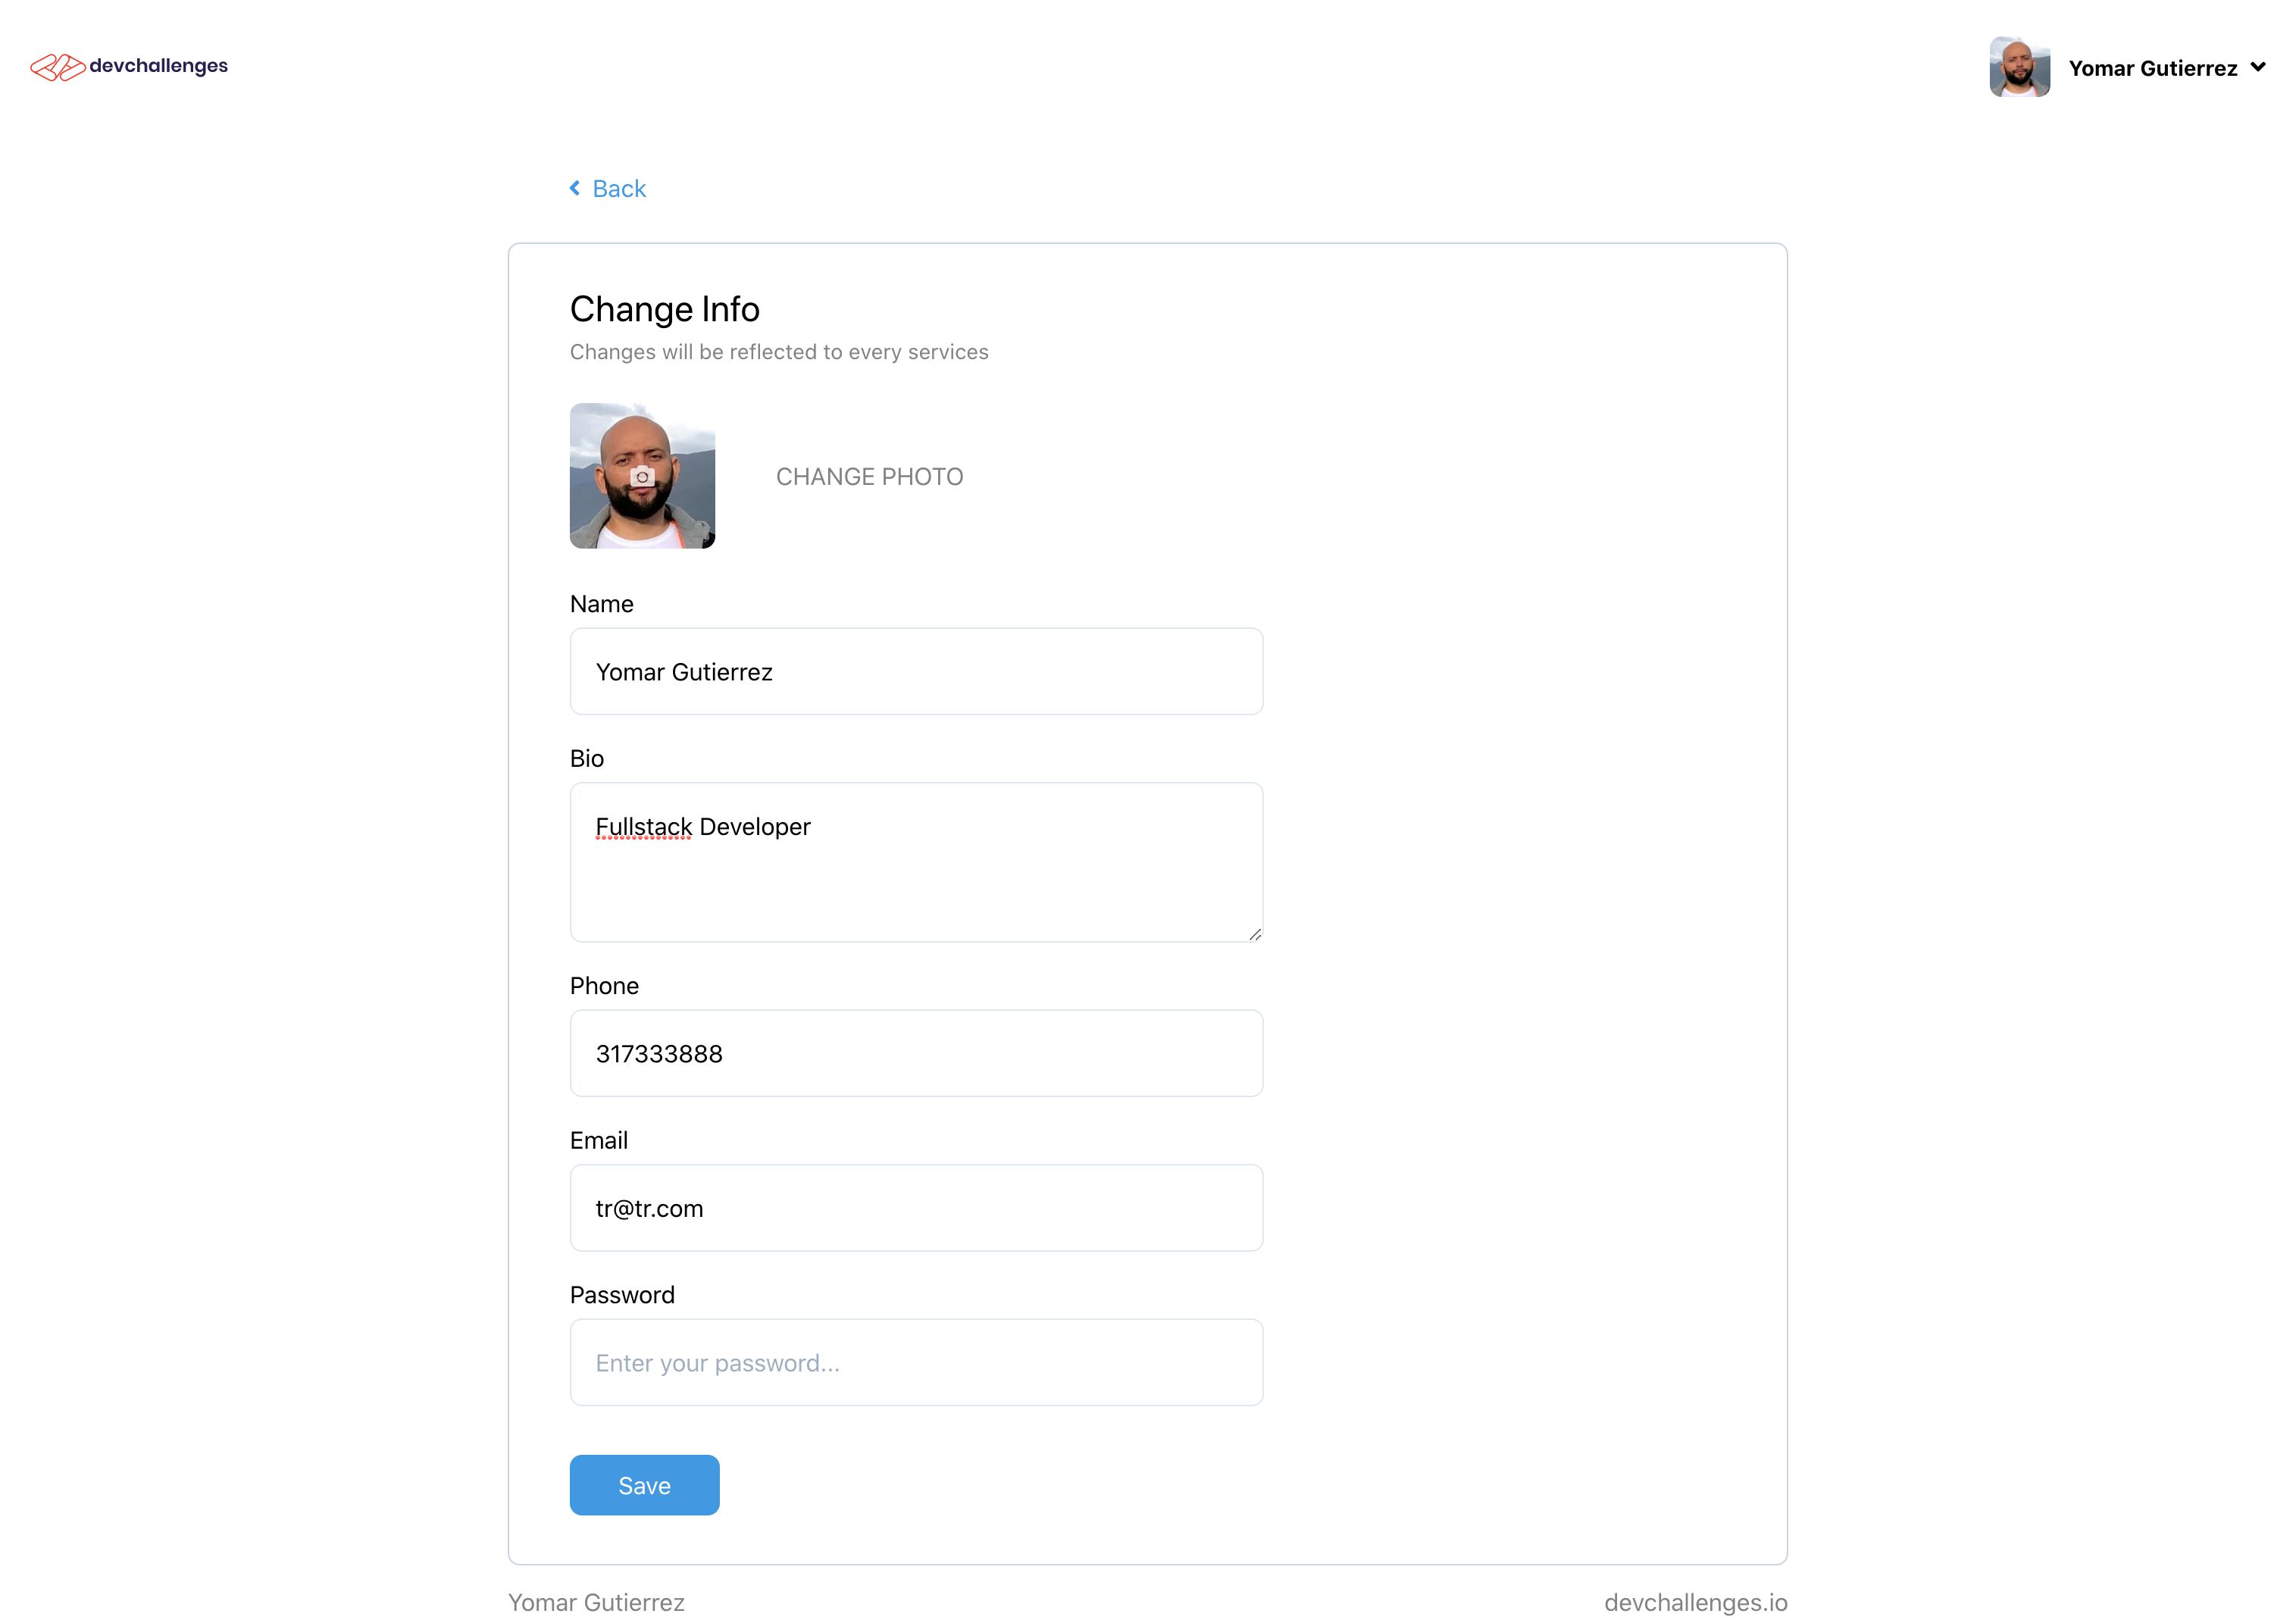 devchallenges
Yomar Gutierrez
Back
Change Info
Changes will be reflected to every services
CHANGE PHOTO
Name
Yomar Gutierrez
Bio
Fullstack Developer
Phone
317333888
Email
tr@tr.com
Password
Enter your password...
Save
Yomar Gutierrez
devchallenges.io